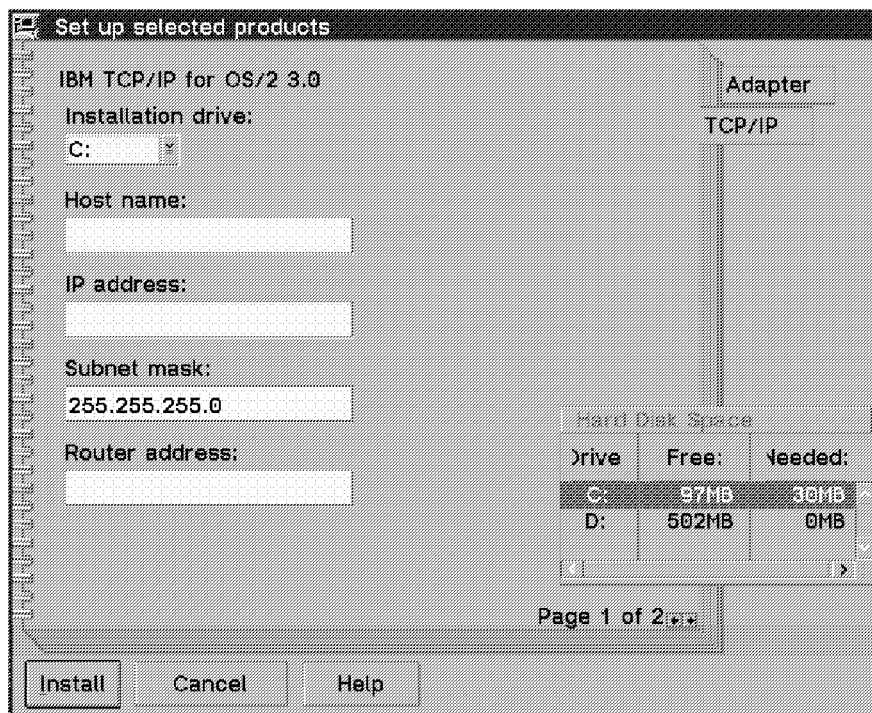 Set up selected products
IBM TCP/IP for OS/2 3.0
Adapter
Installation drive:
TCP/IP
C:
Host name:
IP address:
Subnet mask:
255.255.255.0
Hard Disk Space
Router address:
Drive Free: Needed:
C: 97MB 30MB
D: 502MB 0MB
Page 1 of 2
Install Cancel Help